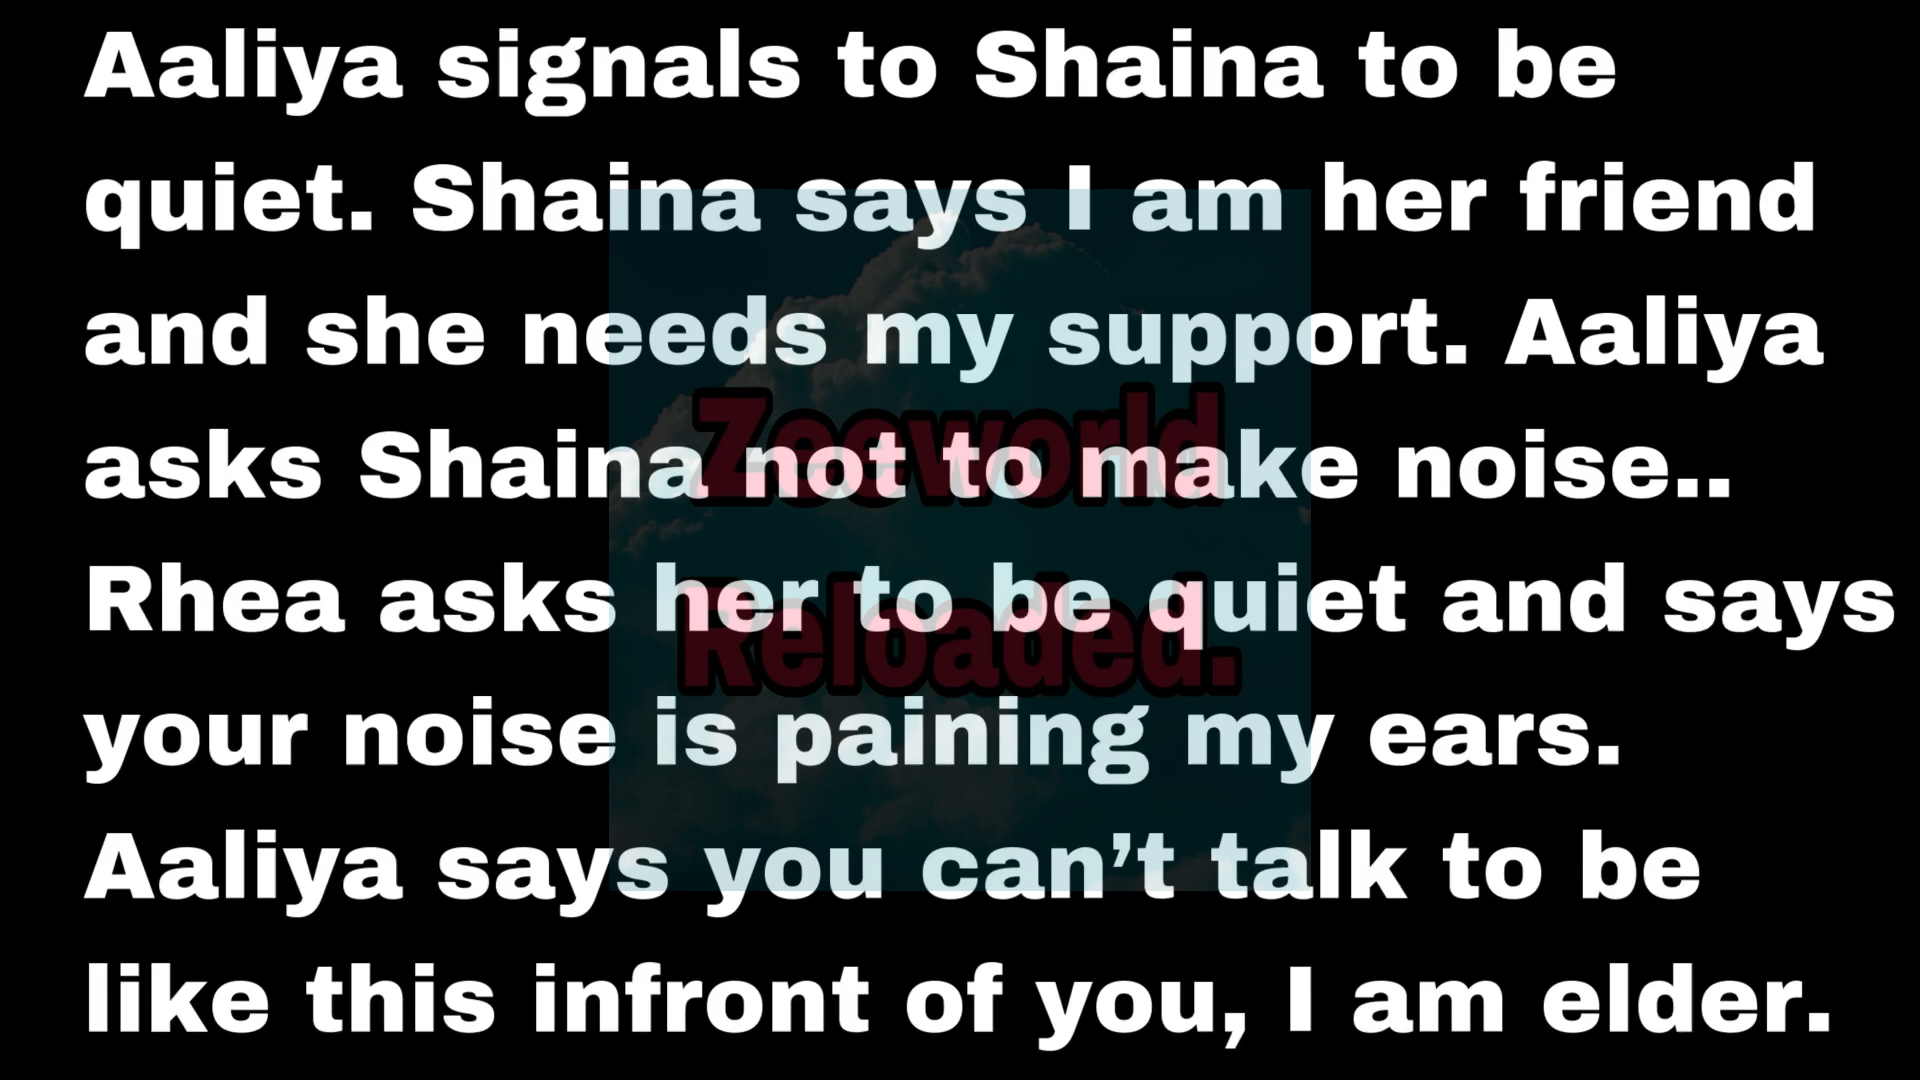 Aaliya signals to Shaina to be
quiet. Shaina says I am her friend
and she needs my support. Aaliya
asks Shaina not to make noise..
Rhea asks her to be quiet and says
your noise is paining my ears.
Aaliya says you can’t talk to be
like this infront of you, I am elder.
Zeeworld
Reloaded.